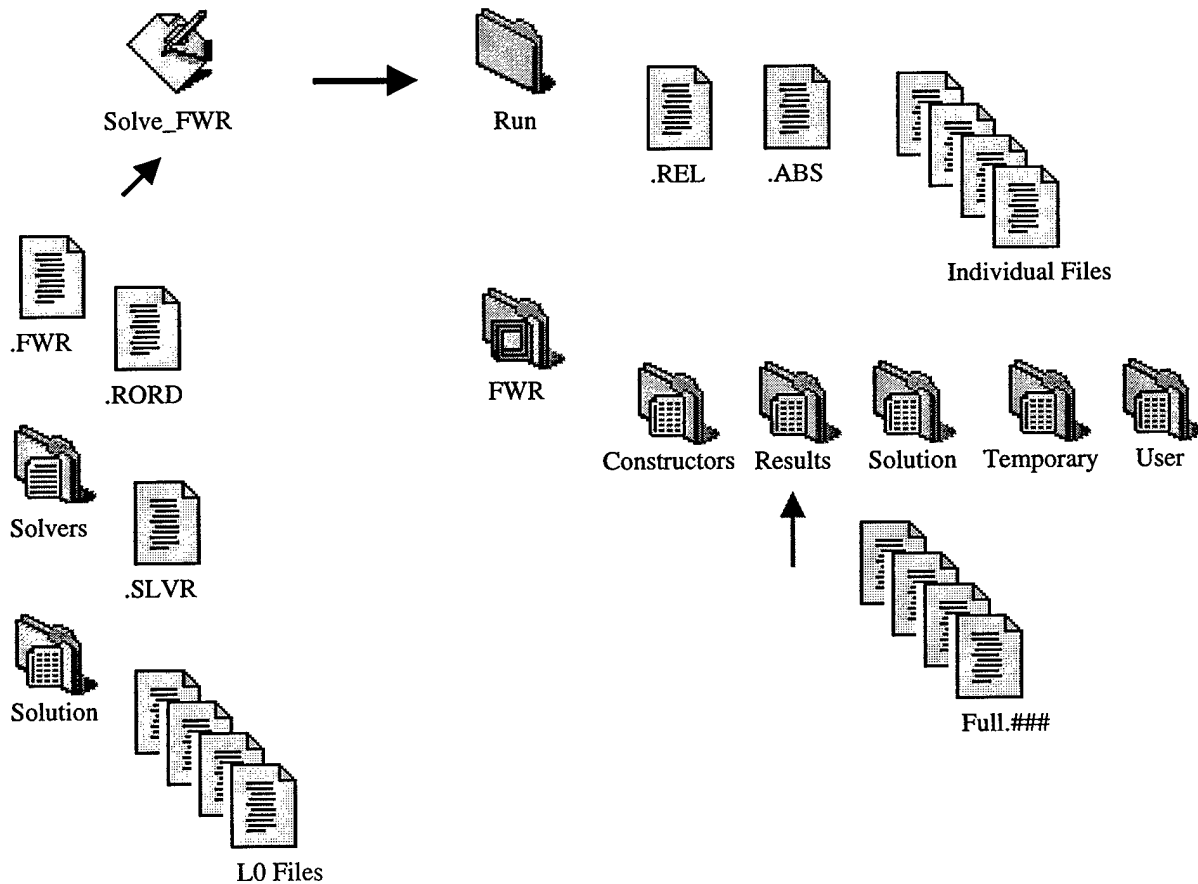 Solve_FWR
Run
.REL
.ABS
Individual Files
.FWR
.RORD
FWR
Constructors
Results
Solution
Temporary
User
Solvers
.SLVR
Solution
Full.###
L0 Files